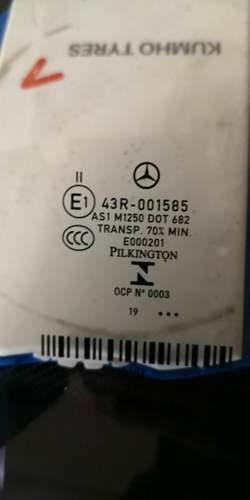 KUMHO TYRES
II
E1 43R-001585
AS1 M1250 DOT 682
TRANSP. 70% MIN.
CCC
E000201
PILKINGTON
N
OCP Nº 0003
19 ...